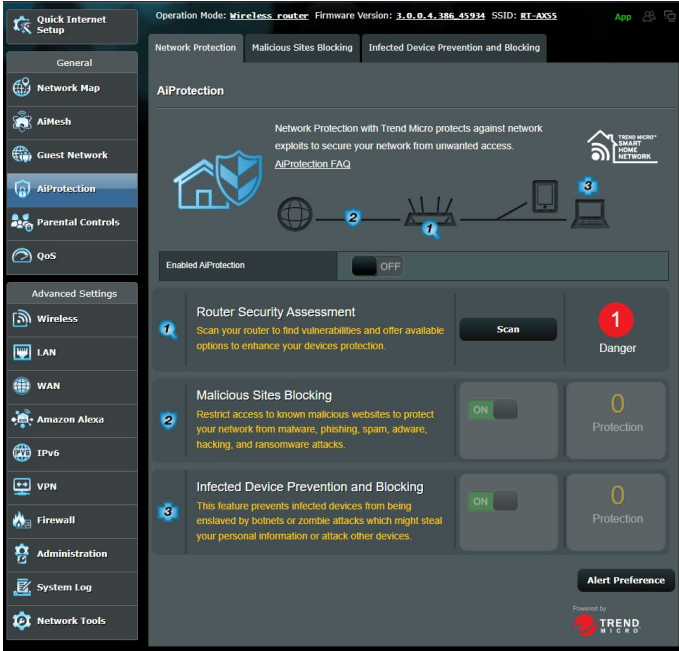 Quick Internet
Setup
Operation Mode: Wireless router Firmware Version: 3.0.0.4.386_45934 SSID: RT-AX55
App
General
Network Map
AiMesh
Guest Network
AiProtection
Parental Controls
QoS
Advanced Settings
Wireless
LAN
WAN
Amazon Alexa
IPv6
VPN
Firewall
Administration
System Log
Network Tools
Network Protection Malicious Sites Blocking Infected Device Prevention and Blocking
AiProtection
Network Protection with Trend Micro protects against network
exploits to secure your network from unwanted access.
AiProtection FAQ
TREND MICRO™
SMART
HOME
NETWORK
2
1
3
Enabled AiProtection OFF
1
Router Security Assessment
Scan your router to find vulnerabilities and offer available
options to enhance your devices protection.
Scan
1
Danger
2
Malicious Sites Blocking
Restrict access to known malicious websites to protect
your network from malware, phishing, spam, adware,
hacking, and ransomware attacks.
ON
0
Protection
3
Infected Device Prevention and Blocking
This feature prevents infected devices from being
enslaved by botnets or zombie attacks which might steal
your personal information or attack other devices.
ON
0
Protection
Alert Preference
Powered by
TREND
MICRO